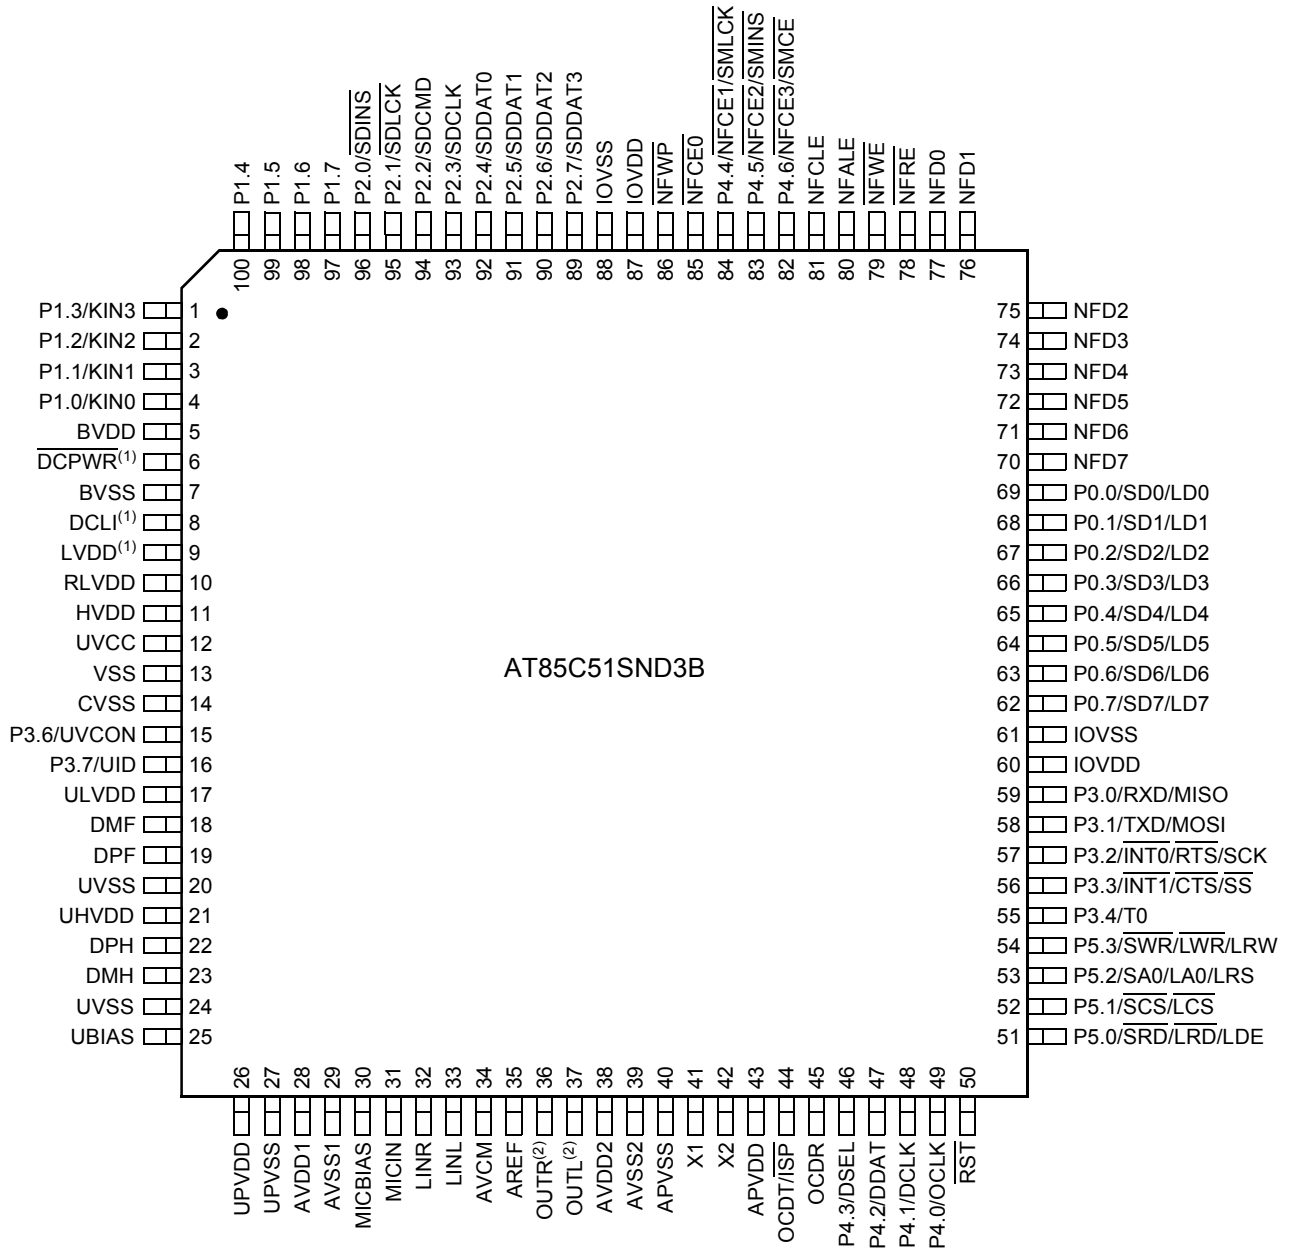 P1.4
P1.5
P1.6
P1.7
P2.0/SDINS
P2.1/SDLCK
P2.2/SDCMD
P2.3/SDCLK
P2.4/SDDAT0
P2.5/SDDAT1
P2.6/SDDAT2
P2.7/SDDAT3
IOVSS
IOVDD
NFWP
NFCE0
P4.4/NFCE1/SMLCK
P4.5/NFCE2/SMINS
P4.6/NFCE3/SMCE
NFCLE
NFALE
NFWE
NFRE
NFD0
NFD1
100 99 98 97 96 95 94 93 92 91 90 89 88 87 86 85 84 83 82 81 80 79 78 77 76
P1.3/KIN3 1
P1.2/KIN2 2
P1.1/KIN1 3
P1.0/KIN0 4
BVDD 5
DCPWR(1) 6
BVSS 7
DCLI(1) 8
LVDD(1) 9
RLVDD 10
HVDD 11
UVCC 12
VSS 13
CVSS 14
P3.6/UVCON 15
P3.7/UID 16
ULVDD 17
DMF 18
DPF 19
UVSS 20
UHVDD 21
DPH 22
DMH 23
UVSS 24
UBIAS 25
AT85C51SND3B
75 NFD2
74 NFD3
73 NFD4
72 NFD5
71 NFD6
70 NFD7
69 P0.0/SD0/LD0
68 P0.1/SD1/LD1
67 P0.2/SD2/LD2
66 P0.3/SD3/LD3
65 P0.4/SD4/LD4
64 P0.5/SD5/LD5
63 P0.6/SD6/LD6
62 P0.7/SD7/LD7
61 IOVSS
60 IOVDD
59 P3.0/RXD/MISO
58 P3.1/TXD/MOSI
57 P3.2/INT0/RTS/SCK
56 P3.3/INT1/CTS/SS
55 P3.4/T0
54 P5.3/SWR/LWR/LRW
53 P5.2/SA0/LA0/LRS
52 P5.1/SCS/LCS
51 P5.0/SRD/LRD/LDE
26 27 28 29 30 31 32 33 34 35 36 37 38 39 40 41 42 43 44 45 46 47 48 49 50
UPVDD
UPVSS
AVDD1
AVSS1
MICBIAS
MICIN
LINR
LINL
AVCM
AREF
OUTR(2)
OUTL(2)
AVDD2
AVSS2
APVSS
X1
X2
APVDD
OCDT/ISP
OCDR
P4.3/DSEL
P4.2/DDAT
P4.1/DCLK
P4.0/OCLK
RST